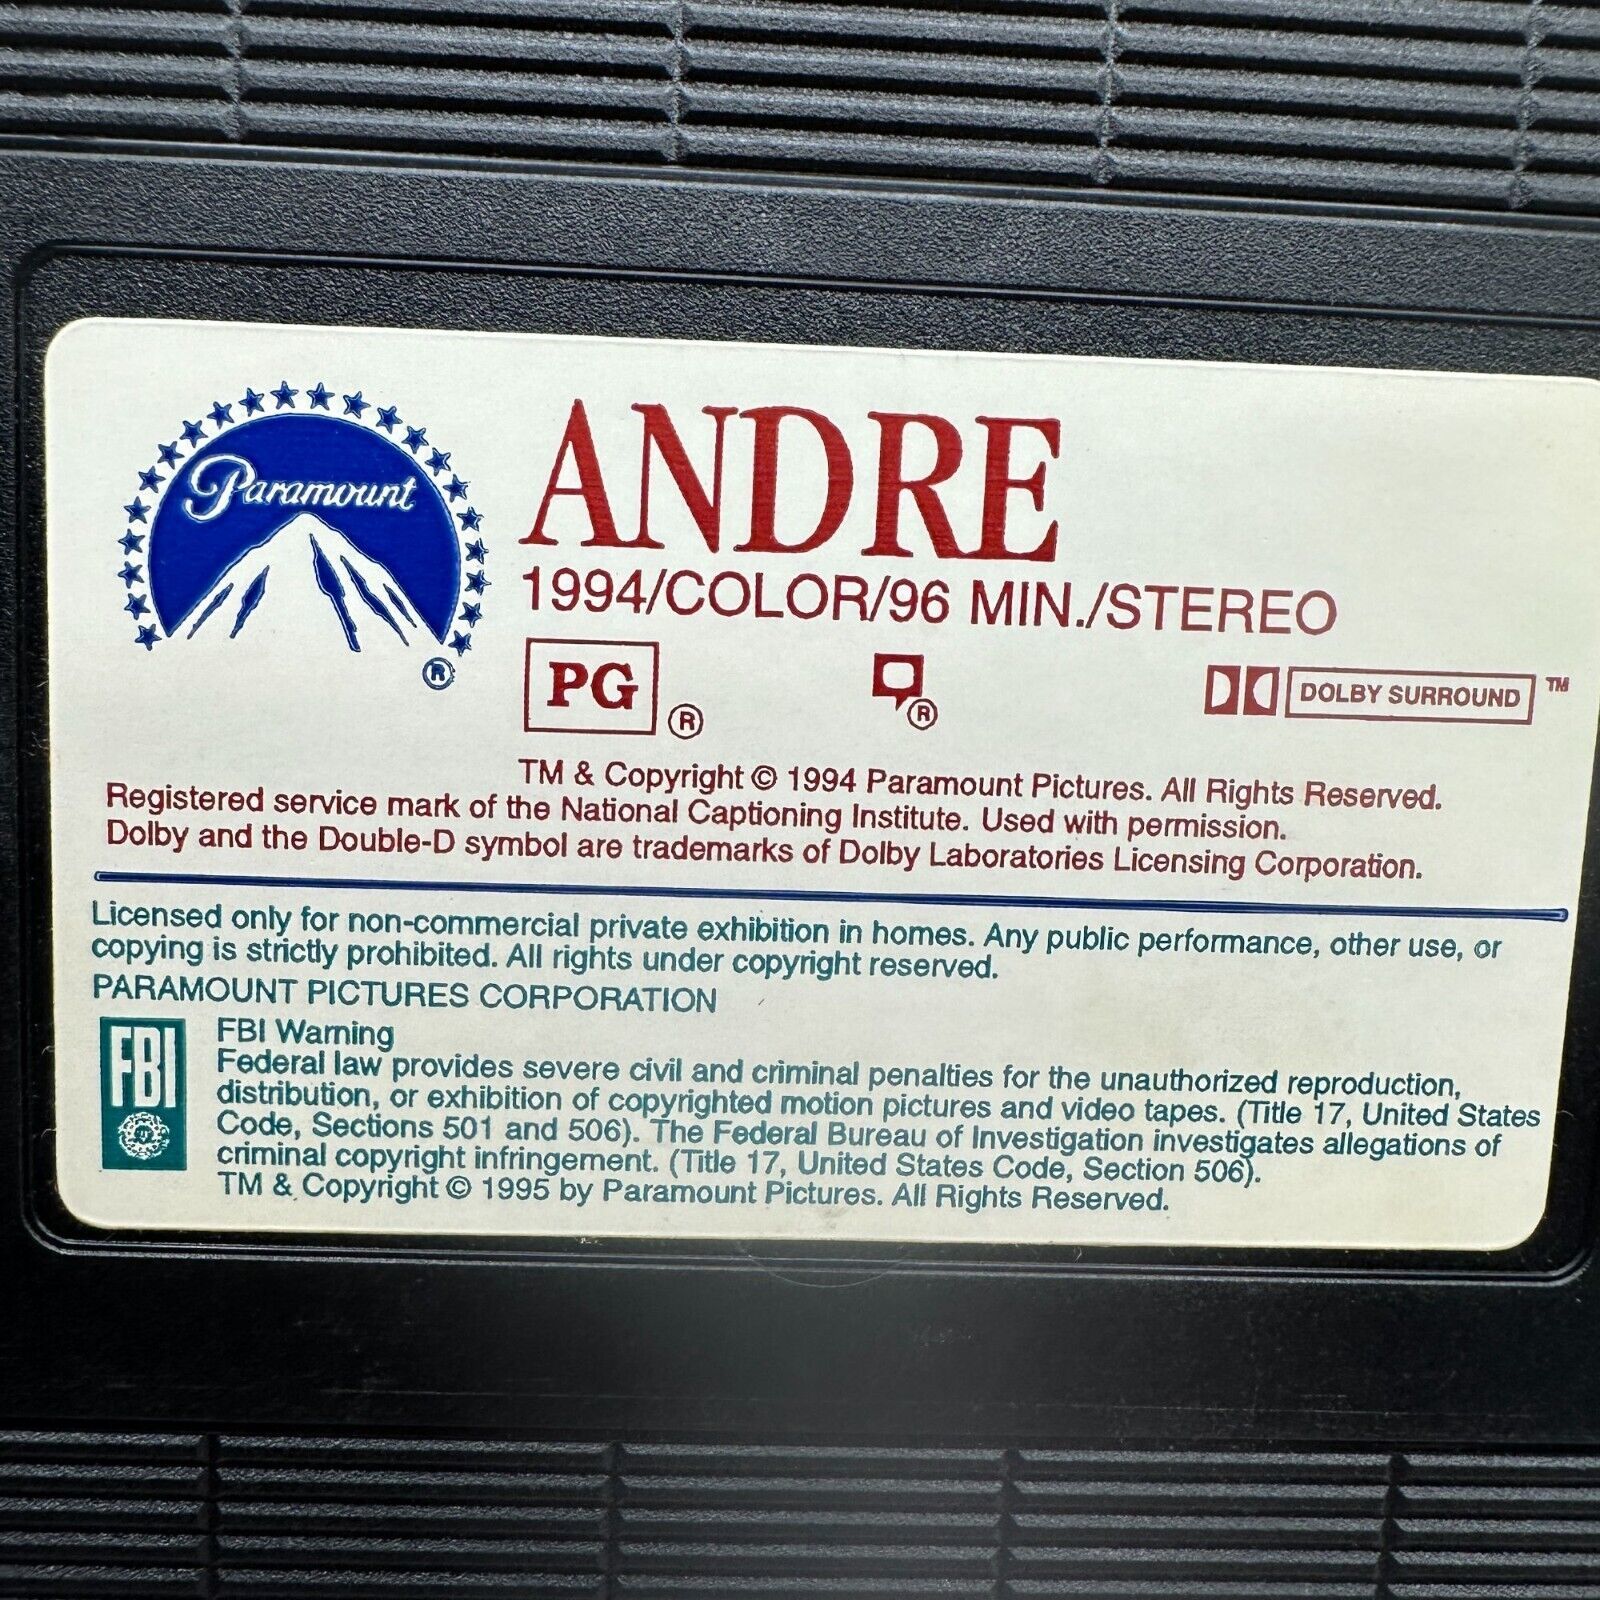 Paramount
®
ANDRE
1994/COLOR/96 MIN./STEREO
PG ®
®
DOLBY SURROUND ™
TM & Copyright © 1994 Paramount Pictures. All Rights Reserved.
Registered service mark of the National Captioning Institute. Used with permission.
Dolby and the Double-D symbol are trademarks of Dolby Laboratories Licensing Corporation.
Licensed only for non-commercial private exhibition in homes. Any public performance, other use, or
copying is strictly prohibited. All rights under copyright reserved.
PARAMOUNT PICTURES CORPORATION
FBI
FBI Warning
Federal law provides severe civil and criminal penalties for the unauthorized reproduction,
distribution, or exhibition of copyrighted motion pictures and video tapes. (Title 17, United States
Code, Sections 501 and 506). The Federal Bureau of Investigation investigates allegations of
criminal copyright infringement. (Title 17, United States Code, Section 506).
TM & Copyright © 1995 by Paramount Pictures. All Rights Reserved.